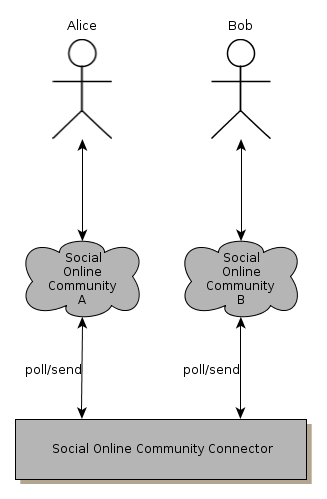 Alice
Bob
Social
Online
Community
A
Social
Online
Community
B
poll/send
poll/send
Social Online Community Connector